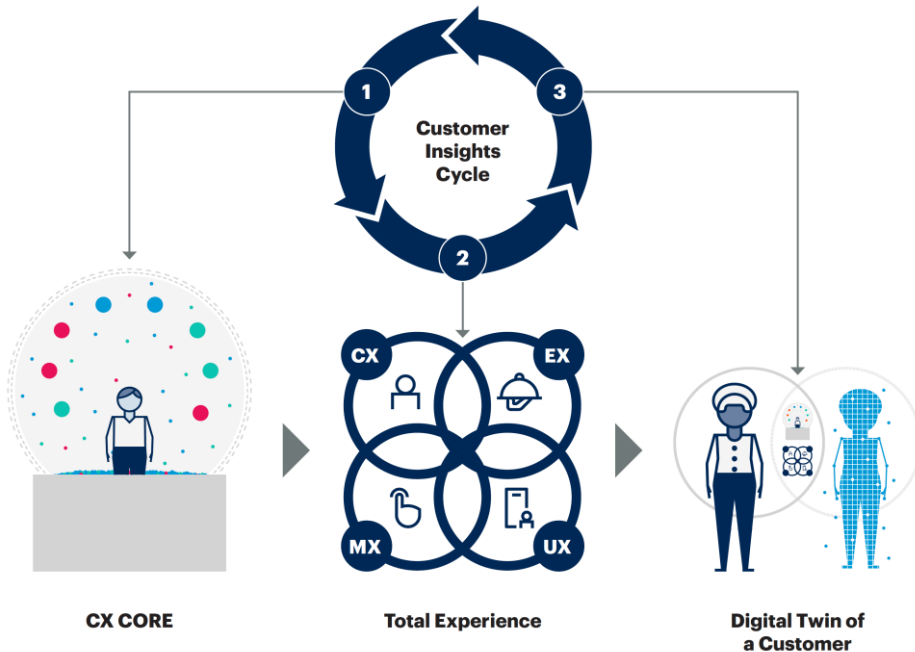 1
3
Customer
Insights
Cycle
2
CX
EX
MX
UX
CX CORE
Total Experience
Digital Twin of
a Customer